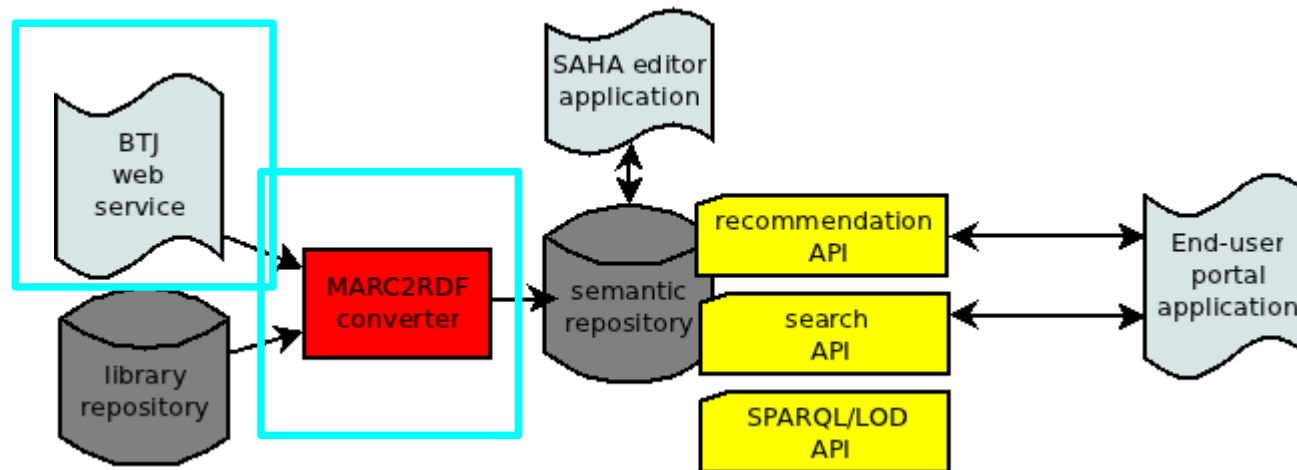 BTJ
web
service
library
repository
MARC2RDF
converter
SAHA editor
application
semantic
repository
recommendation
API
search
API
SPARQL/LOD
API
End-user
portal
application